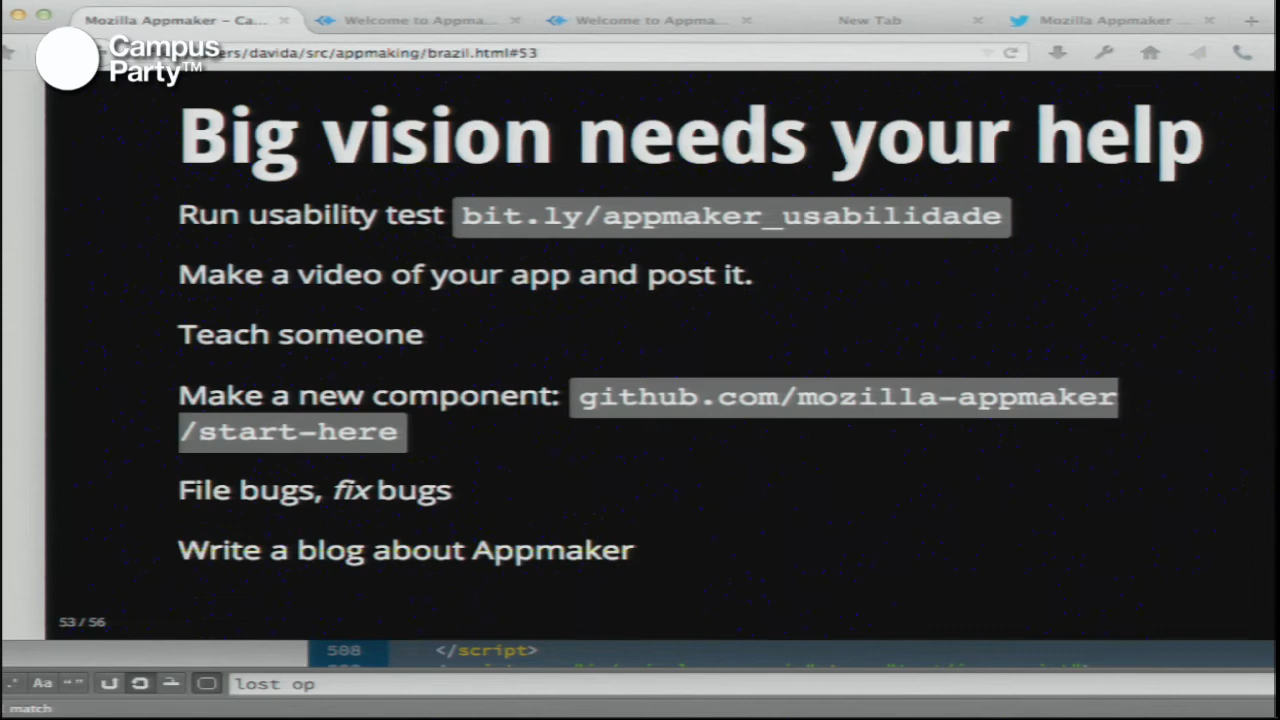 Mozilla Appmaker – Ca...
Welcome to Appma...
Welcome to Appma...
New Tab
Mozilla Appmaker ...
Campus
Party™
ers/davida/src/appmaking/brazil.html#53
Big vision needs your help
Run usability test bit.ly/appmaker_usabilidade
Make a video of your app and post it.
Teach someone
Make a new component: github.com/mozilla-appmaker
/start-here
File bugs, fix bugs
Write a blog about Appmaker
53 / 56
508 </script>
.* Aa “” lost op
match